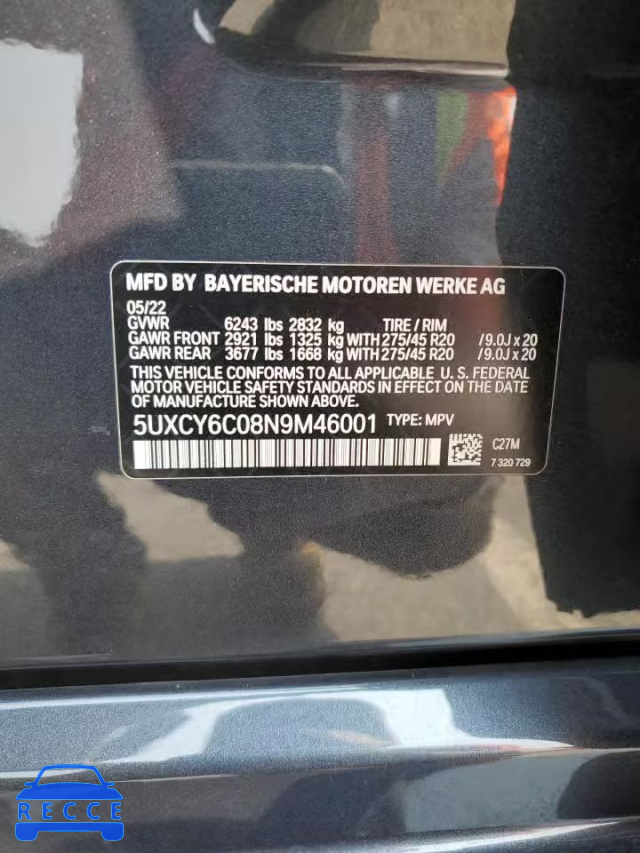 MFD BY BAYERISCHE MOTOREN WERKE AG
05/22
GVWR 6243 lbs 2832 kg TIRE / RIM
GAWR FRONT 2921 lbs 1325 kg WITH 275/45 R20 /9.0J x 20
GAWR REAR 3677 lbs 1668 kg WITH 275/45 R20 /9.0J x 20
THIS VEHICLE CONFORMS TO ALL APPLICABLE U. S. FEDERAL
MOTOR VEHICLE SAFETY STANDARDS IN EFFECT ON THE DATE
OF MANUFACTURE SHOWN ABOVE.
5UXCY6C08N9M46001 TYPE: MPV
C27M
7 320 729
RECCE